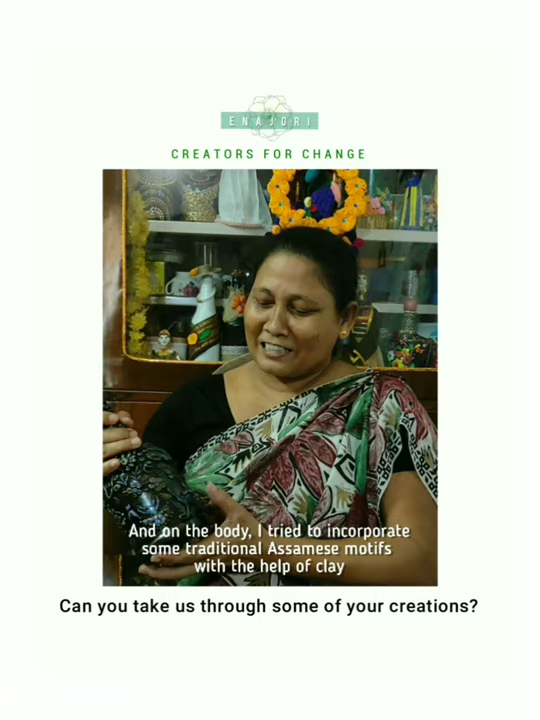 ENAJORI
CREATORS FOR CHANGE
And on the body, I tried to incorporate
some traditional Assamese motifs
with the help of clay
Can you take us through some of your creations?